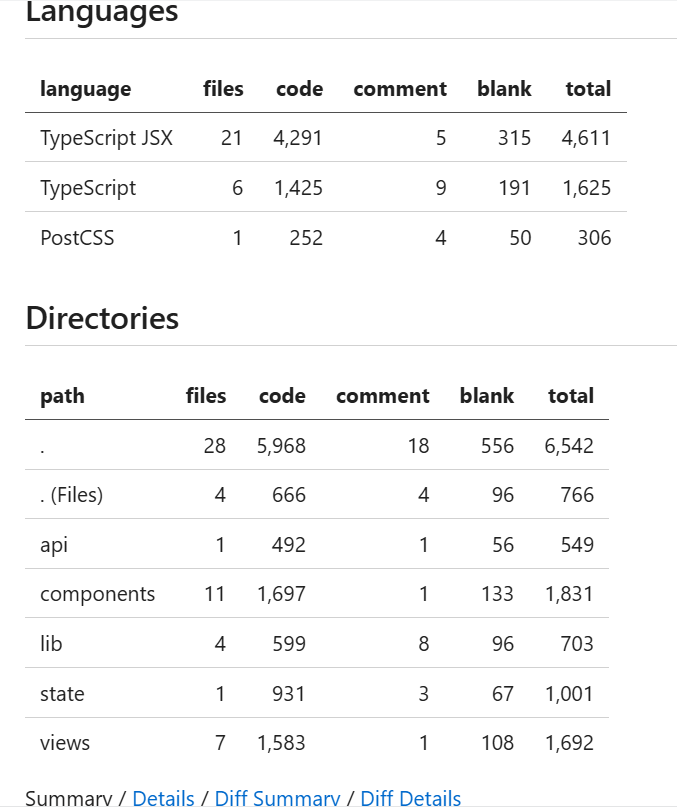 Languages
language files code comment blank total
TypeScript JSX 21 4,291 5 315 4,611
TypeScript 6 1,425 9 191 1,625
PostCSS 1 252 4 50 306
Directories
path files code comment blank total
. 28 5,968 18 556 6,542
. (Files) 4 666 4 96 766
api 1 492 1 56 549
components 11 1,697 1 133 1,831
lib 4 599 8 96 703
state 1 931 3 67 1,001
views 7 1,583 1 108 1,692
Summary / Details / Diff Summary / Diff Details